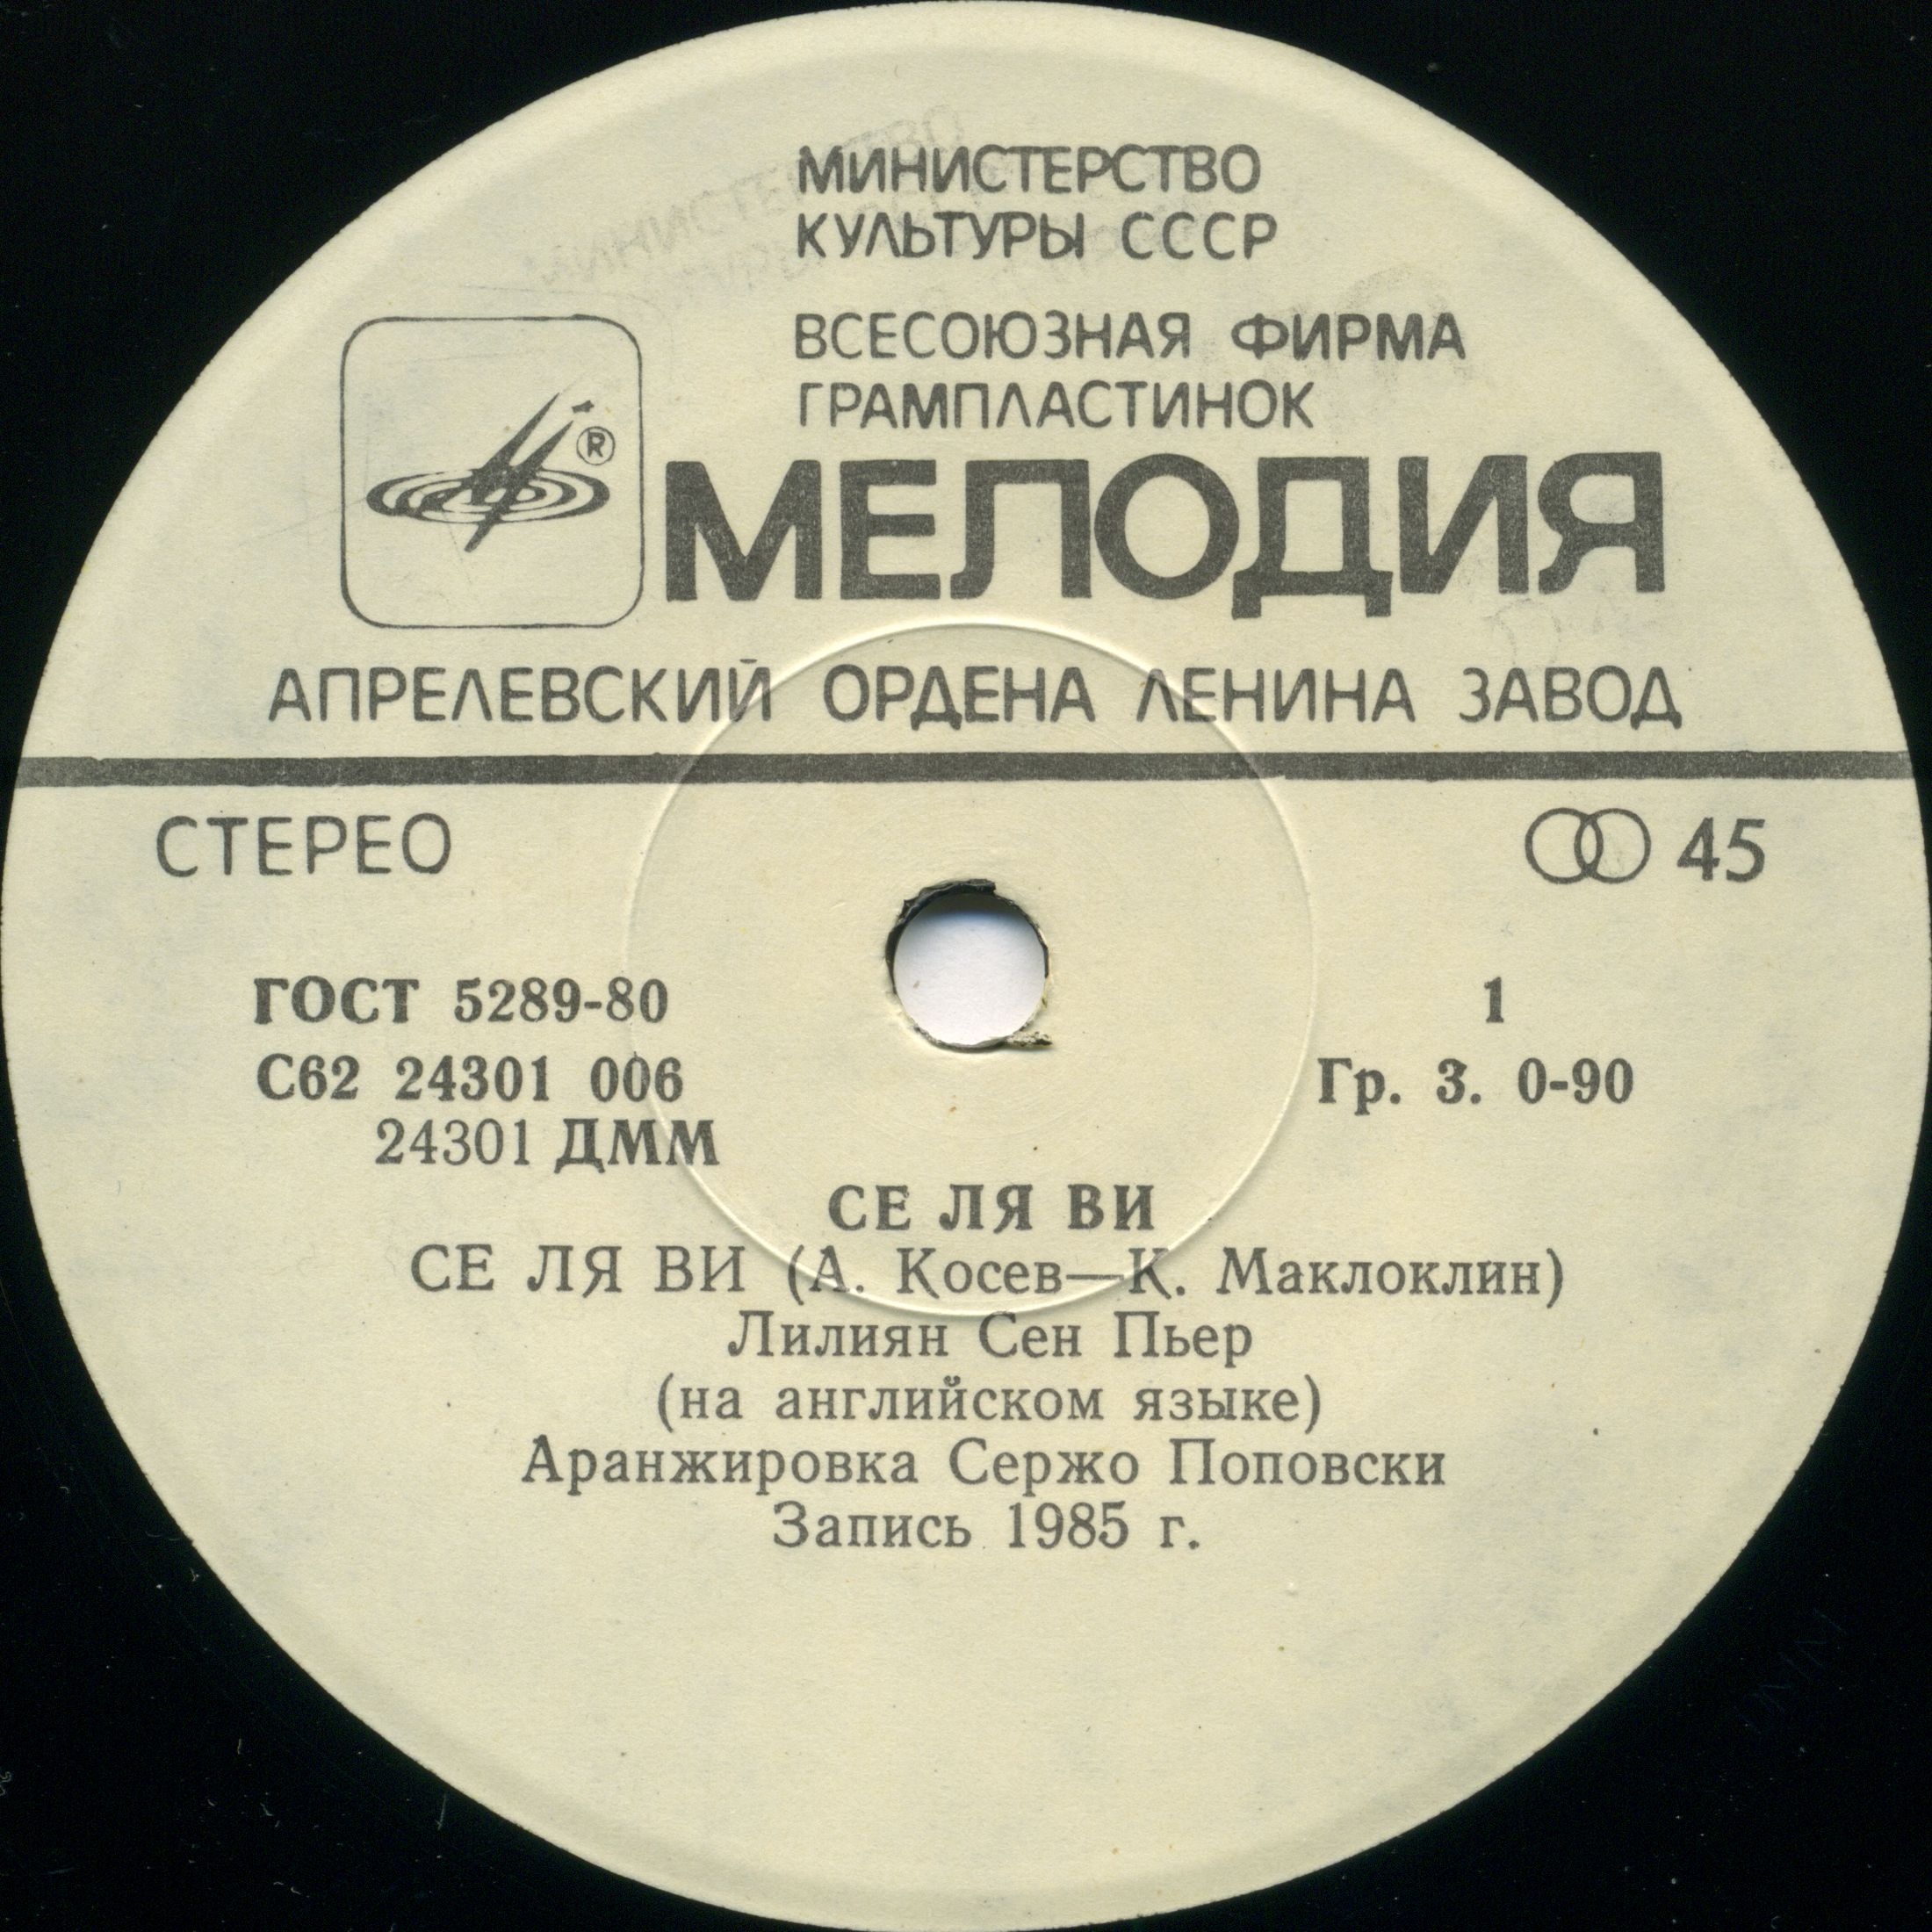 МИНИСТЕРСТВО
КУЛЬТУРЫ СССР
ВСЕСОЮЗНАЯ ФИРМА
ГРАМПЛАСТИНОК
®
МЕЛОДИЯ
АПРЕЛЕВСКИЙ ОРДЕНА ЛЕНИНА ЗАВОД
СТЕРЕО
45
ГОСТ 5289-80
1
С62 24301 006
Гр. 3. 0-90
24301 ДММ
СЕ ЛЯ ВИ
СЕ ЛЯ ВИ (А. Косев—К. Маклоклин)
Лилиян Сен Пьер
(на английском языке)
Аранжировка Сержо Поповски
Запись 1985 г.